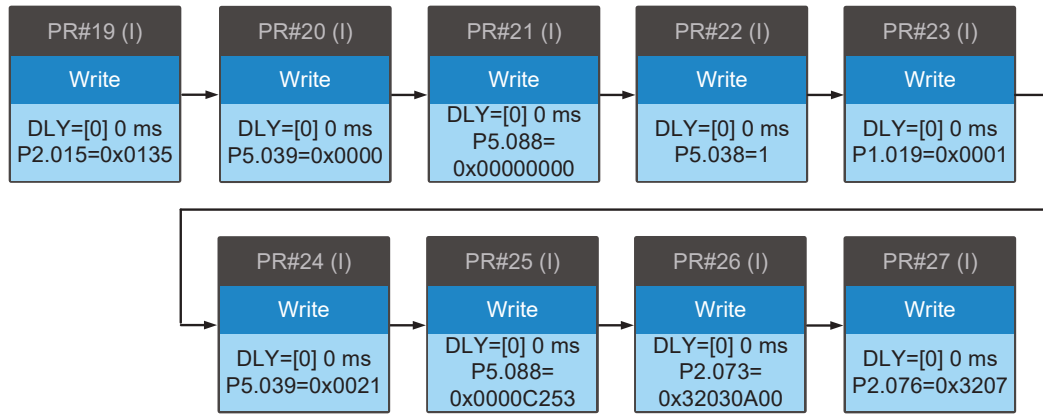 PR#19 (I)
Write
DLY=[0] 0 ms
P2.015=0x0135
PR#20 (I)
Write
DLY=[0] 0 ms
P5.039=0x0000
PR#21 (I)
Write
DLY=[0] 0 ms
P5.088=
0x00000000
PR#22 (I)
Write
DLY=[0] 0 ms
P5.038=1
PR#23 (I)
Write
DLY=[0] 0 ms
P1.019=0x0001
PR#24 (I)
Write
DLY=[0] 0 ms
P5.039=0x0021
PR#25 (I)
Write
DLY=[0] 0 ms
P5.088=
0x0000C253
PR#26 (I)
Write
DLY=[0] 0 ms
P2.073=
0x32030A00
PR#27 (I)
Write
DLY=[0] 0 ms
P2.076=0x3207